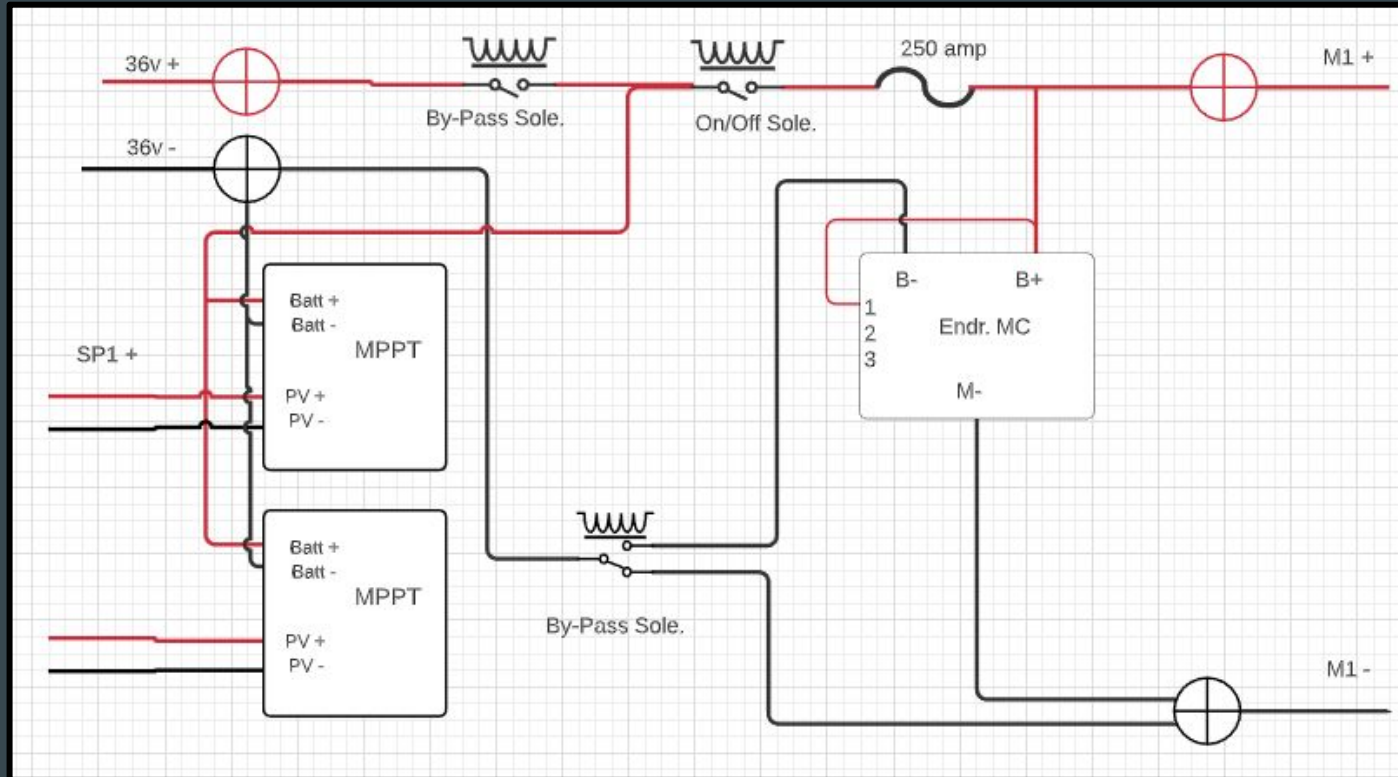 36v +
By-Pass Sole.
On/Off Sole.
250 amp
M1 +
36v -
B-
B+
1
2
3
Endr. MC
M-
Batt +
Batt -
MPPT
SP1 +
PV +
PV -
Batt +
Batt -
MPPT
PV +
PV -
By-Pass Sole.
M1 -